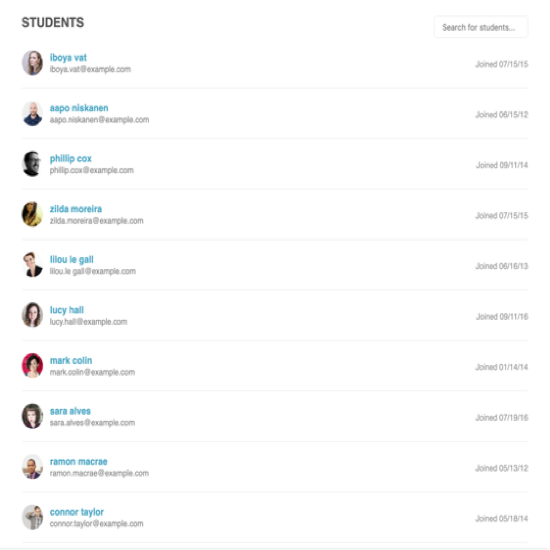 STUDENTS
Search for students...
iboya vat
iboya.vat@example.com
Joined 07/15/15
aapo niskanen
aapo.niskanen@example.com
Joined 06/15/12
phillip cox
phillip.cox@example.com
Joined 09/11/14
zilda moreira
zilda.moreira@example.com
Joined 07/15/15
lilou le gall
lilou.le gall@example.com
Joined 06/16/13
lucy hall
lucy.hall@example.com
Joined 09/11/16
mark colin
mark.colin@example.com
Joined 01/14/14
sara alves
sara.alves@example.com
Joined 07/19/16
ramon macrae
ramon.macrae@example.com
Joined 05/13/12
connor taylor
connor.taylor@example.com
Joined 05/18/14